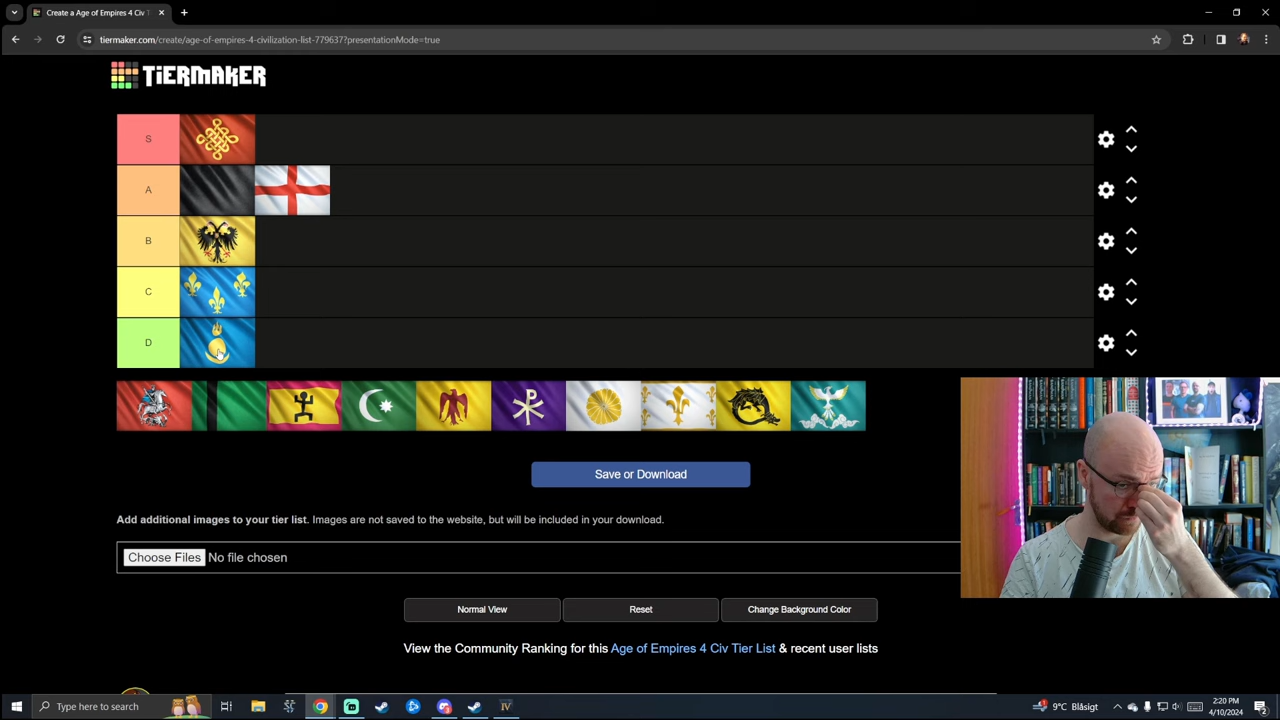 Create a Age of Empires 4 Civ T
tiermaker.com/create/age-of-empires-4-civilization-list-779637?presentationMode=true
TiERMAKER
S
A
B
C
D
Save or Download
Add additional images to your tier list. Images are not saved to the website, but will be included in your download.
Choose Files No file chosen
Normal View
Reset
Change Background Color
View the Community Ranking for this Age of Empires 4 Civ Tier List & recent user lists
Type here to search
9°C Blåsigt
2:20 PM
4/10/2024
2